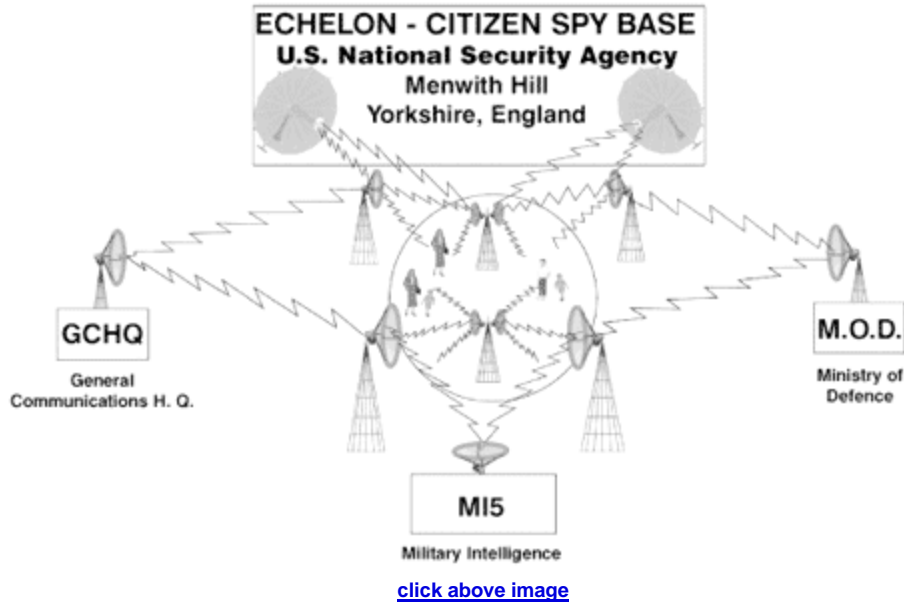 ECHELON - CITIZEN SPY BASE
U.S. National Security Agency
Menwith Hill
Yorkshire, England
GCHQ
General
Communications H. Q.
M.O.D.
Ministry of
Defence
MI5
Military Intelligence
click above image